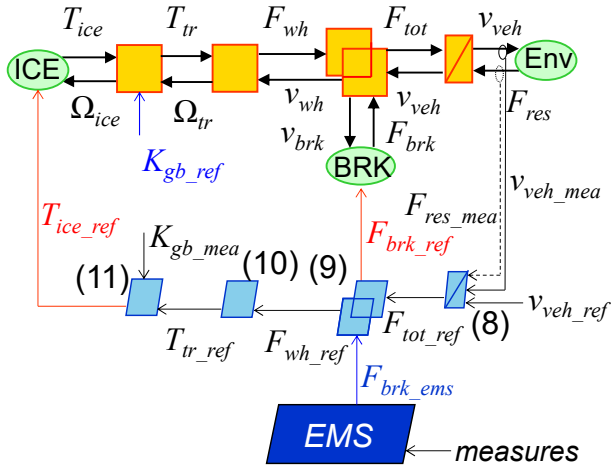 T_ice T_tr F_wh F_tot v_veh
ICE Env
Ω_ice Ω_tr v_wh v_veh F_res
v_brk F_brk
K_gb_ref BRK
v_veh_mea
F_res_mea
T_ice_ref K_gb_mea F_brk_ref
(11) (10) (9)
(8) v_veh_ref
T_tr_ref F_wh_ref F_tot_ref
F_brk_ems
EMS
measures